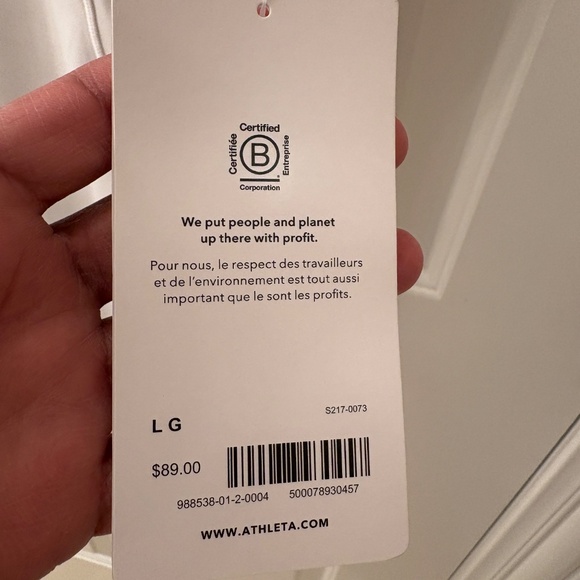 Certified
Certifiée
B
Entreprise
Corporation
We put people and planet
up there with profit.
Pour nous, le respect des travailleurs
et de l'environnement est tout aussi
important que le sont les profits.
S217-0073
LG
$89.00
988538-01-2-0004 500078930457
WWW.ATHLETA.COM